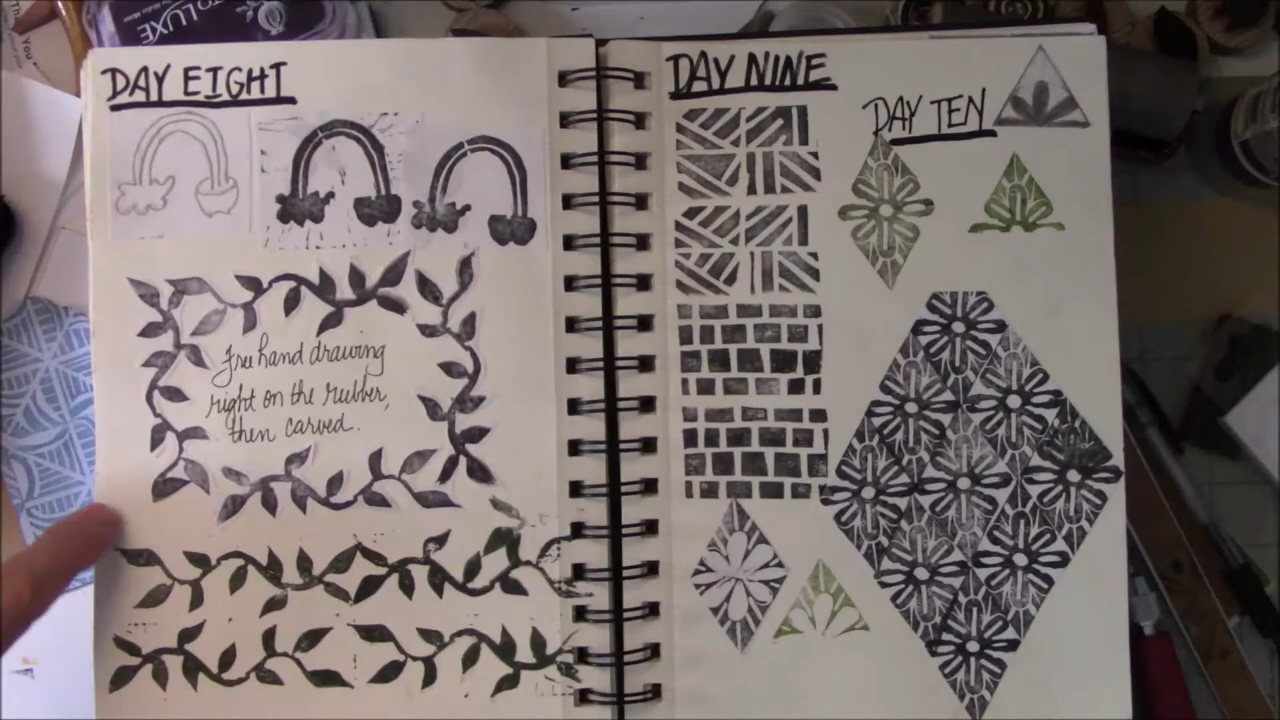 DAY EIGHT
Free hand drawing
right on the rubber,
then carved.
DAY NINE
DAY TEN